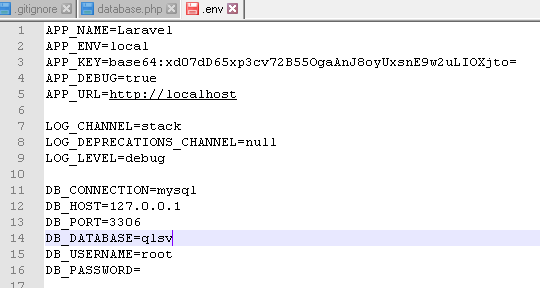 .gitignore database.php .env
1 APP_NAME=Laravel
2 APP_ENV=local
3 APP_KEY=base64:xd07dD65xp3cv72B55OgaAnJ8oyUxsnE9w2uLIOXjto=
4 APP_DEBUG=true
5 APP_URL=http://localhost
6
7 LOG_CHANNEL=stack
8 LOG_DEPRECATIONS_CHANNEL=null
9 LOG_LEVEL=debug
10
11 DB_CONNECTION=mysql
12 DB_HOST=127.0.0.1
13 DB_PORT=3306
14 DB_DATABASE=qlsv
15 DB_USERNAME=root
16 DB_PASSWORD=